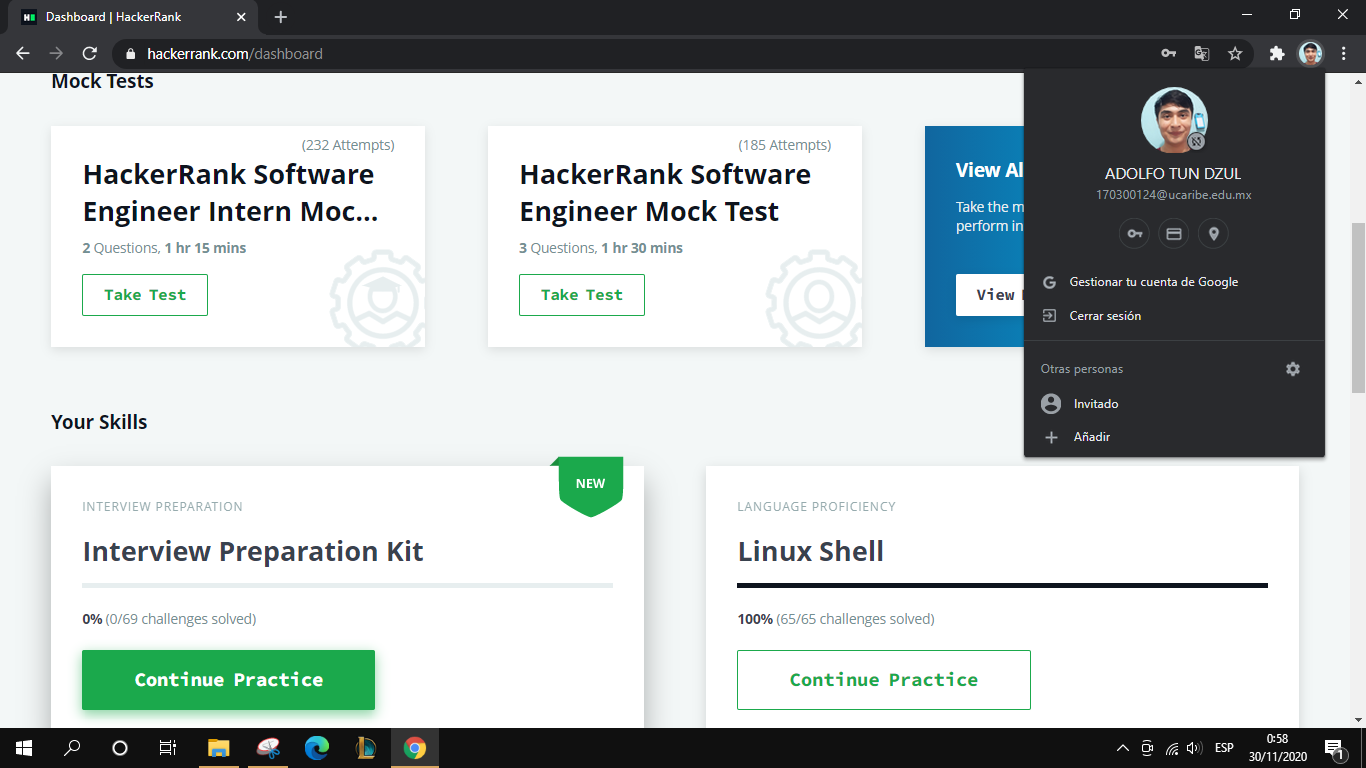 Dashboard | HackerRank
hackerrank.com/dashboard
Mock Tests
(232 Attempts)
HackerRank Software
Engineer Intern Moc...
2 Questions, 1 hr 15 mins
Take Test
(185 Attempts)
HackerRank Software
Engineer Mock Test
3 Questions, 1 hr 30 mins
Take Test
View Al
Take the m
perform in
View
ADOLFO TUN DZUL
170300124@ucaribe.edu.mx
Gestionar tu cuenta de Google
Cerrar sesión
Otras personas
Invitado
Añadir
Your Skills
NEW
INTERVIEW PREPARATION
Interview Preparation Kit
0% (0/69 challenges solved)
Continue Practice
LANGUAGE PROFICIENCY
Linux Shell
100% (65/65 challenges solved)
Continue Practice
ESP
0:58
30/11/2020
1